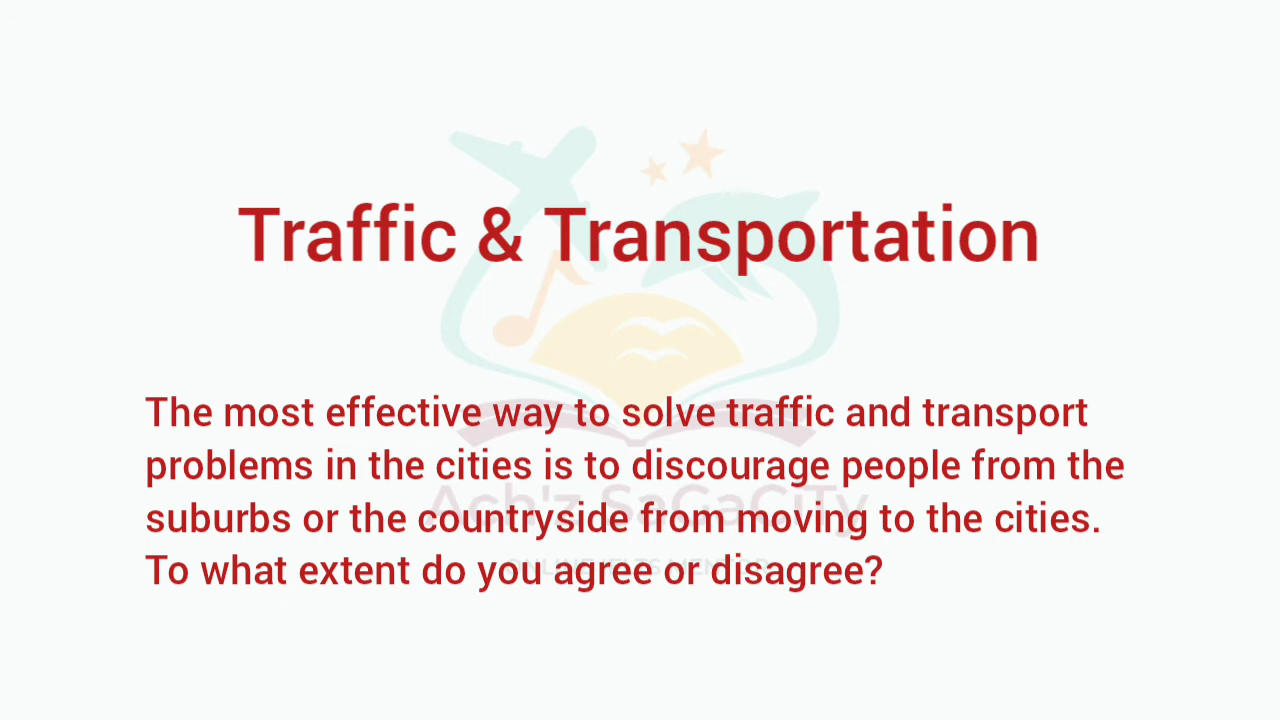 Traffic & Transportation
The most effective way to solve traffic and transport
problems in the cities is to discourage people from the
suburbs or the countryside from moving to the cities.
Ach'z SaGaCiTy
To what extent do you agree or disagree?